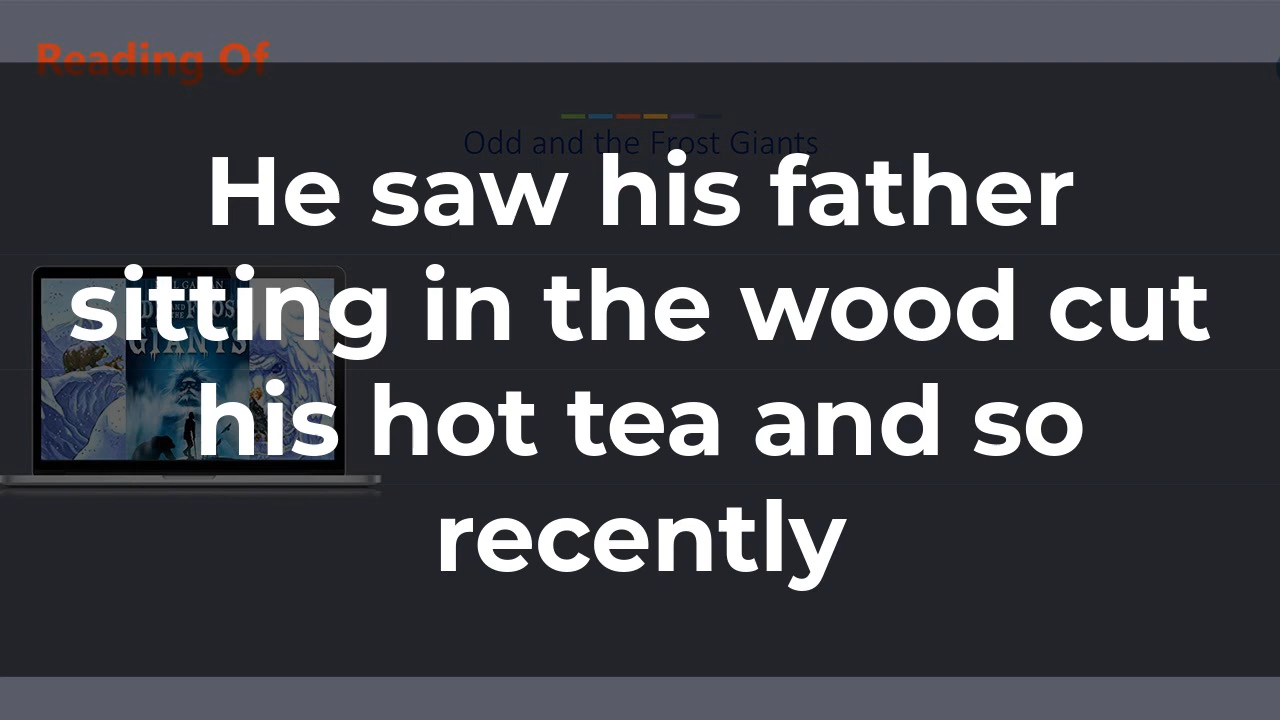 Reading Of
Odd and the Frost Giants
He saw his father
sitting in the wood cut
his hot tea and so
recently
GIANTS